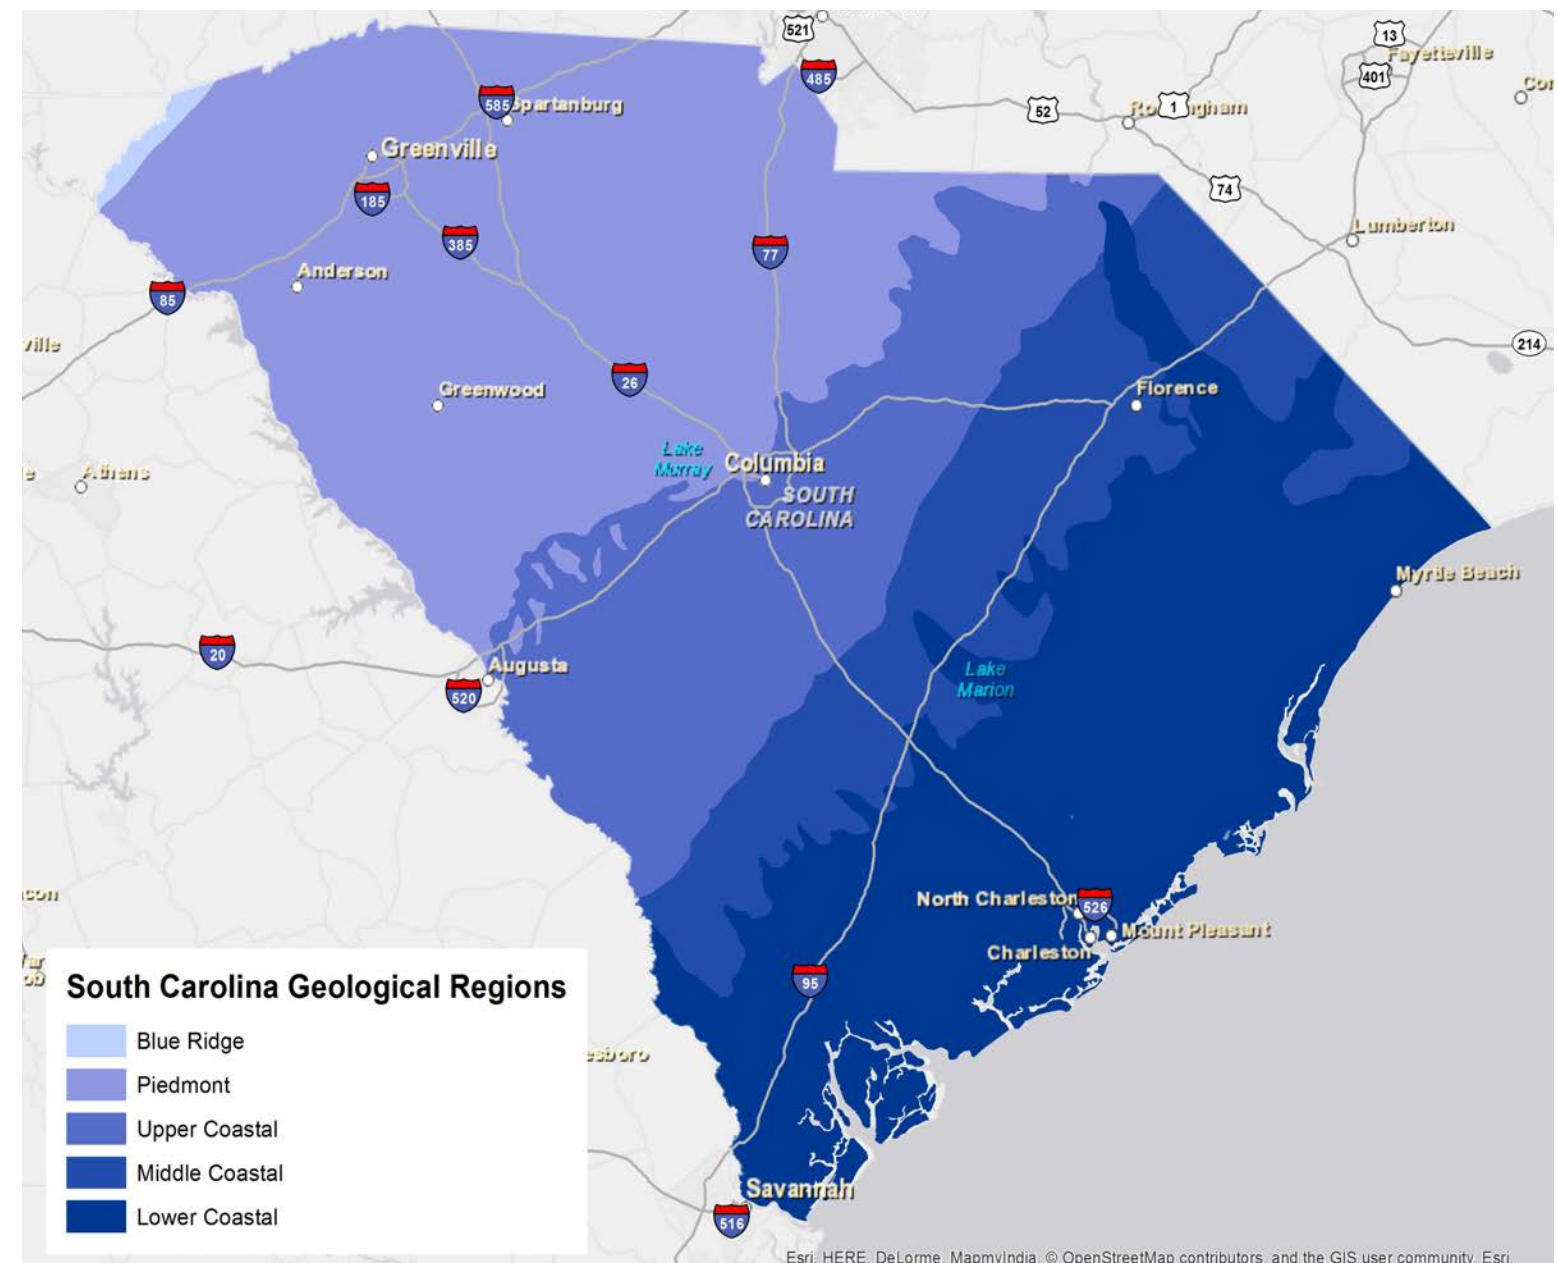 521
13
Fayetteville
485
401
585
Spartanburg
52
1
Greenville
185
74
385
77
Lumberton
Anderson
85
ville
214
26
Greenwood
Florence
Lake
Murray
Columbia
Athens
SOUTH
CAROLINA
Myrtle Beach
20
Augusta
Lake
Marion
520
North Charleston
526
Mount Pleasant
Charleston
95
South Carolina Geological Regions
Blue Ridge
Piedmont
Upper Coastal
Middle Coastal
Lower Coastal
esboro
Savannah
516
Esri, HERE, DeLorme, MapmyIndia, © OpenStreetMap contributors, and the GIS user community, Esri,